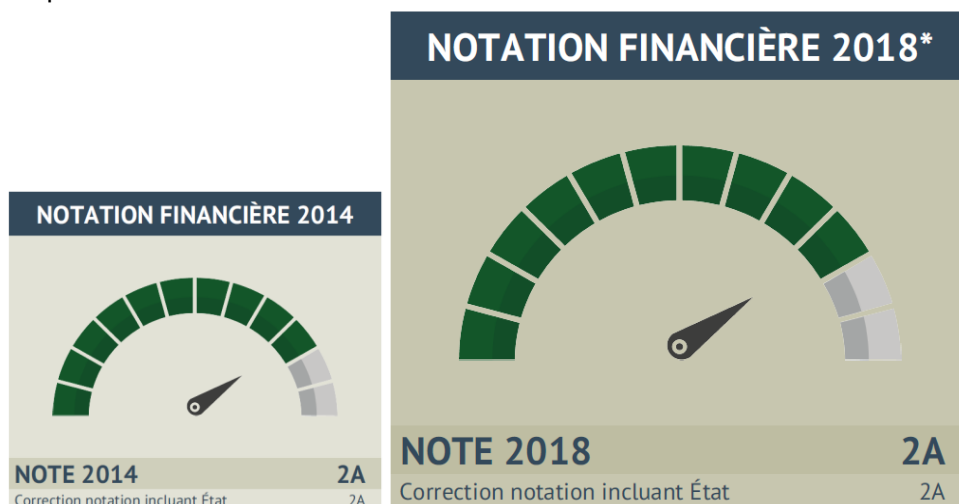 NOTATION FINANCIÈRE 2014
NOTE 2014 2A
Correction notation incluant État 2A
NOTATION FINANCIÈRE 2018*
NOTE 2018 2A
Correction notation incluant État 2A